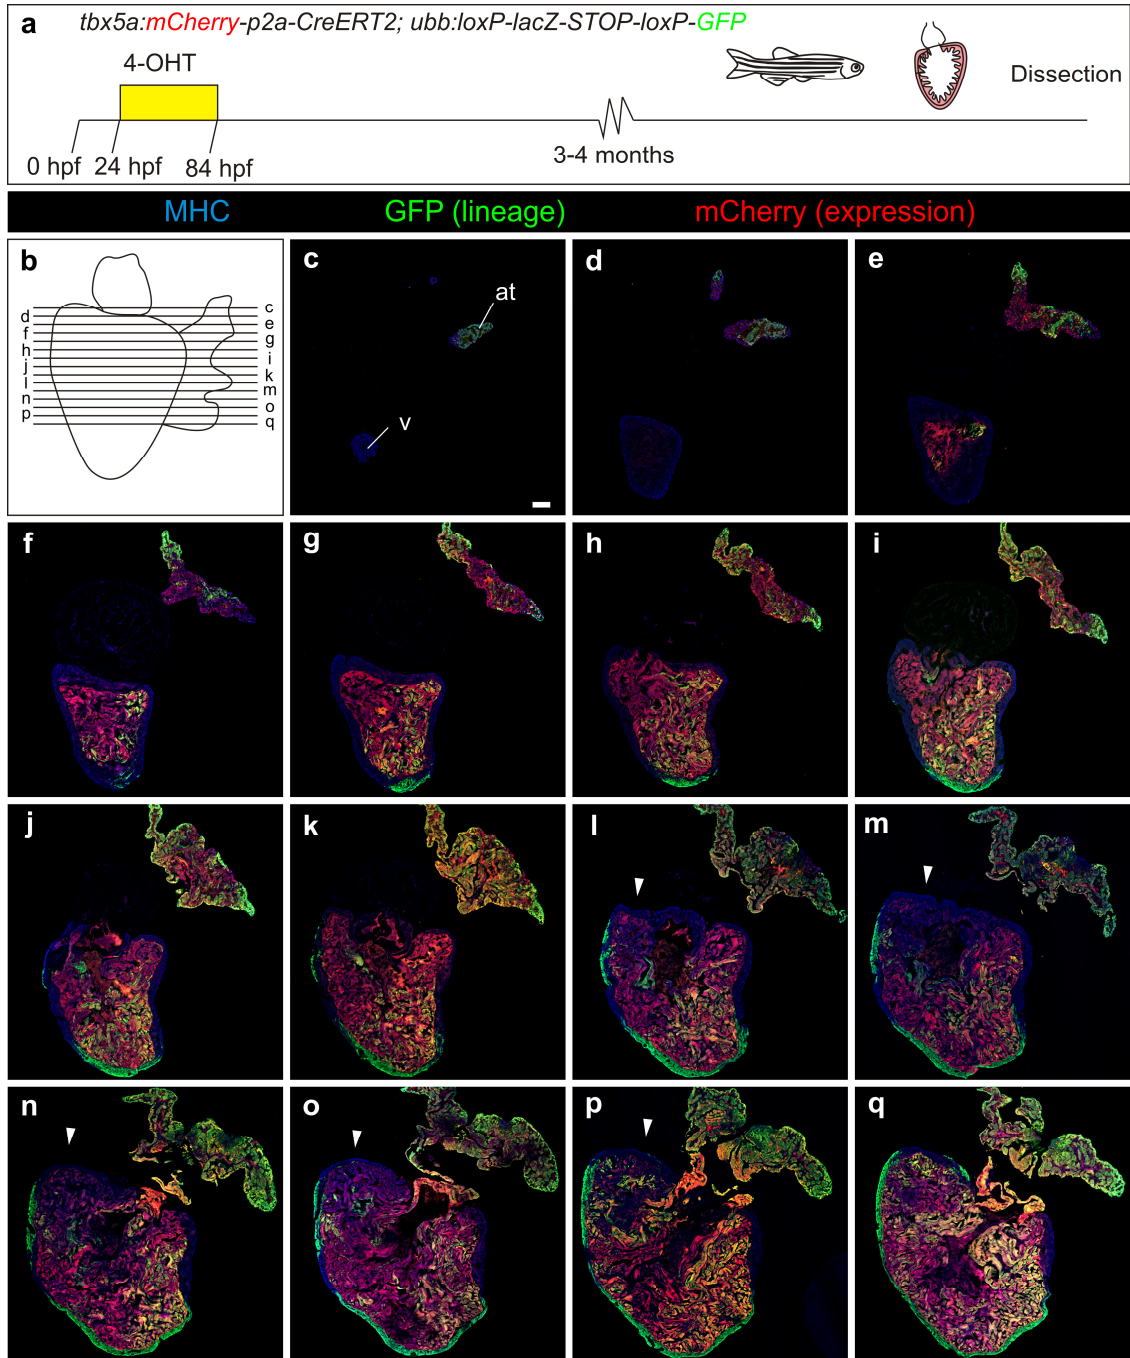 a
tbx5a:mCherry-p2a-CreERT2; ubb:loxP-lacZ-STOP-loxP-GFP
4-OHT
Dissection
0 hpf 24 hpf 84 hpf
3-4 months
MHC GFP (lineage) mCherry (expression)
b
c
d
e
f
g
h
i
j
k
l
m
n
o
p
q
c
at
v
d
e
f
g
h
i
j
k
l
m
n
o
p
q